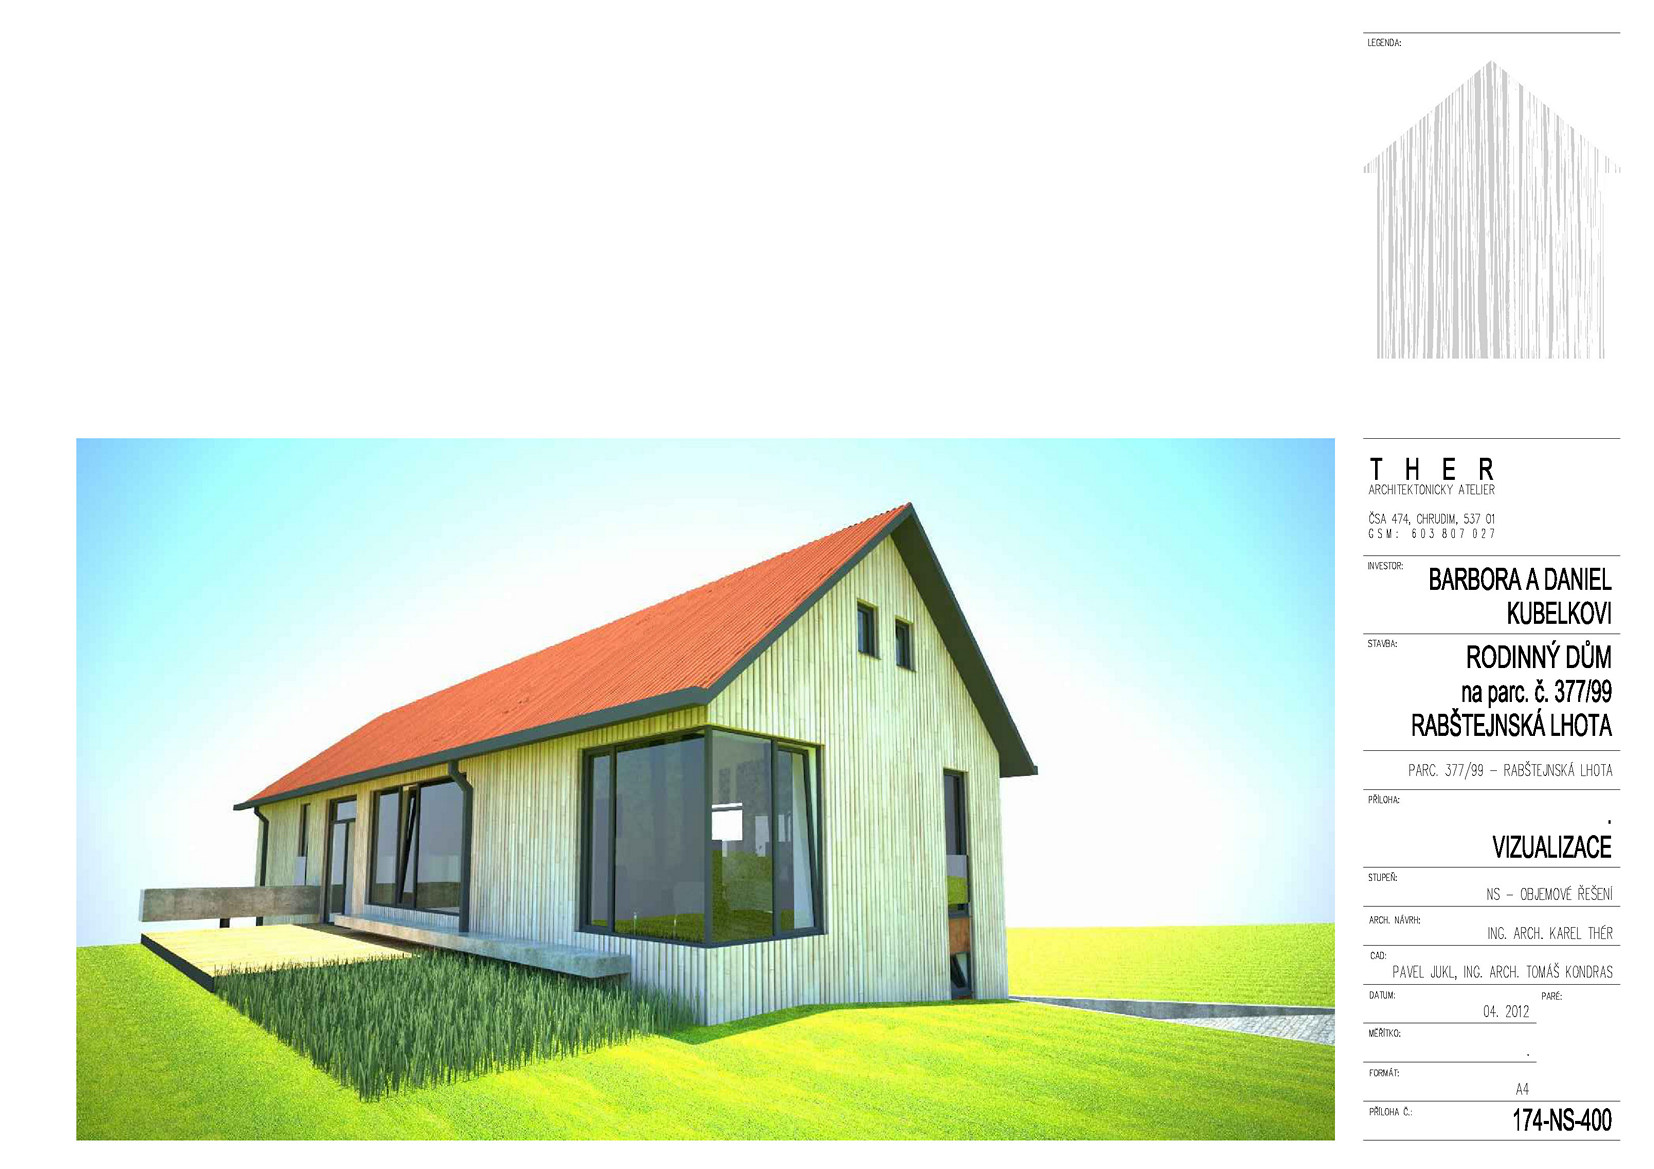 LEGENDA:
T H E R
ARCHITEKTONICKY ATELIER
ČSA 474, CHRUDIM, 537 01
GSM: 603 807 027
INVESTOR:
BARBORA A DANIEL
KUBELKOVI
STAVBA:
RODINNÝ DŮM
na parc. č. 377/99
RABŠTEJNSKÁ LHOTA
PARC. 377/99 – RABŠTEJNSKÁ LHOTA
PŘÍLOHA:
.
VIZUALIZACE
STUPEŇ:
NS – OBJEMOVÉ ŘEŠENÍ
ARCH. NÁVRH:
ING. ARCH. KAREL THÉR
CAD:
PAVEL JUKL, ING. ARCH. TOMÁŠ KONDRAS
DATUM: PARÉ:
04. 2012
MĚŘÍTKO:
.
FORMÁT:
A4
PŘÍLOHA Č.:
174-NS-400